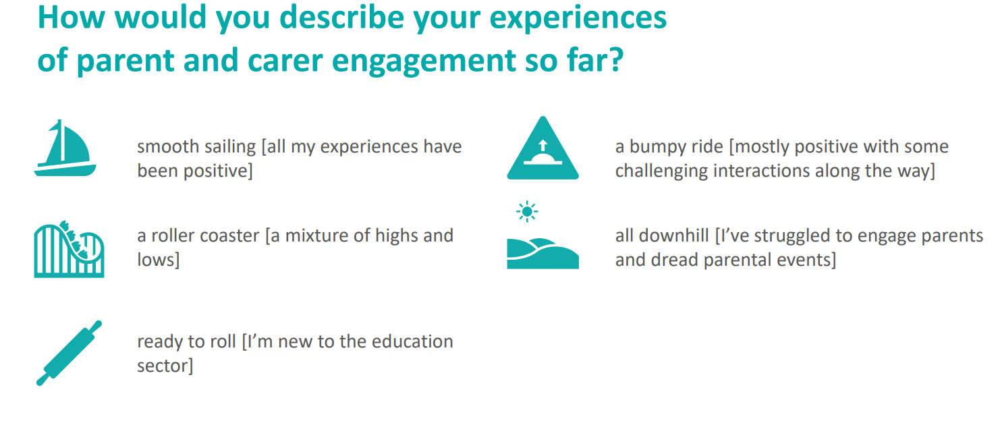 How would you describe your experiences
of parent and carer engagement so far?
smooth sailing [all my experiences have
been positive]
a bumpy ride [mostly positive with some
challenging interactions along the way]
a roller coaster [a mixture of highs and
lows]
all downhill [I’ve struggled to engage parents
and dread parental events]
ready to roll [I’m new to the education
sector]